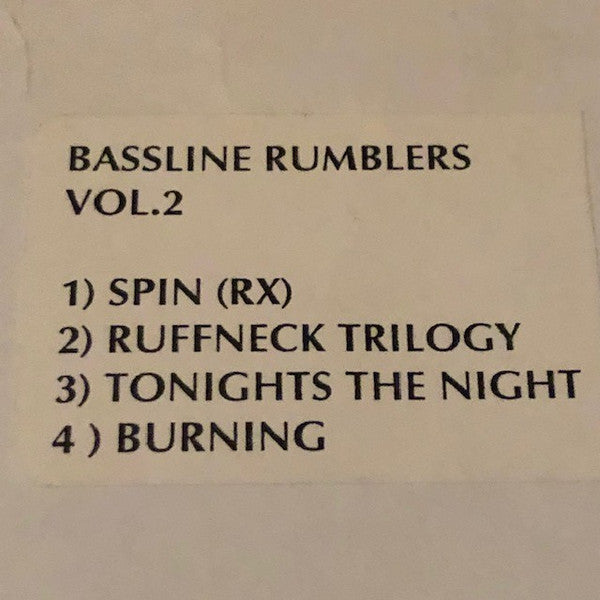 BASSLINE RUMBLERS
VOL.2
1) SPIN (RX)
2) RUFFNECK TRILOGY
3) TONIGHTS THE NIGHT
4 ) BURNING